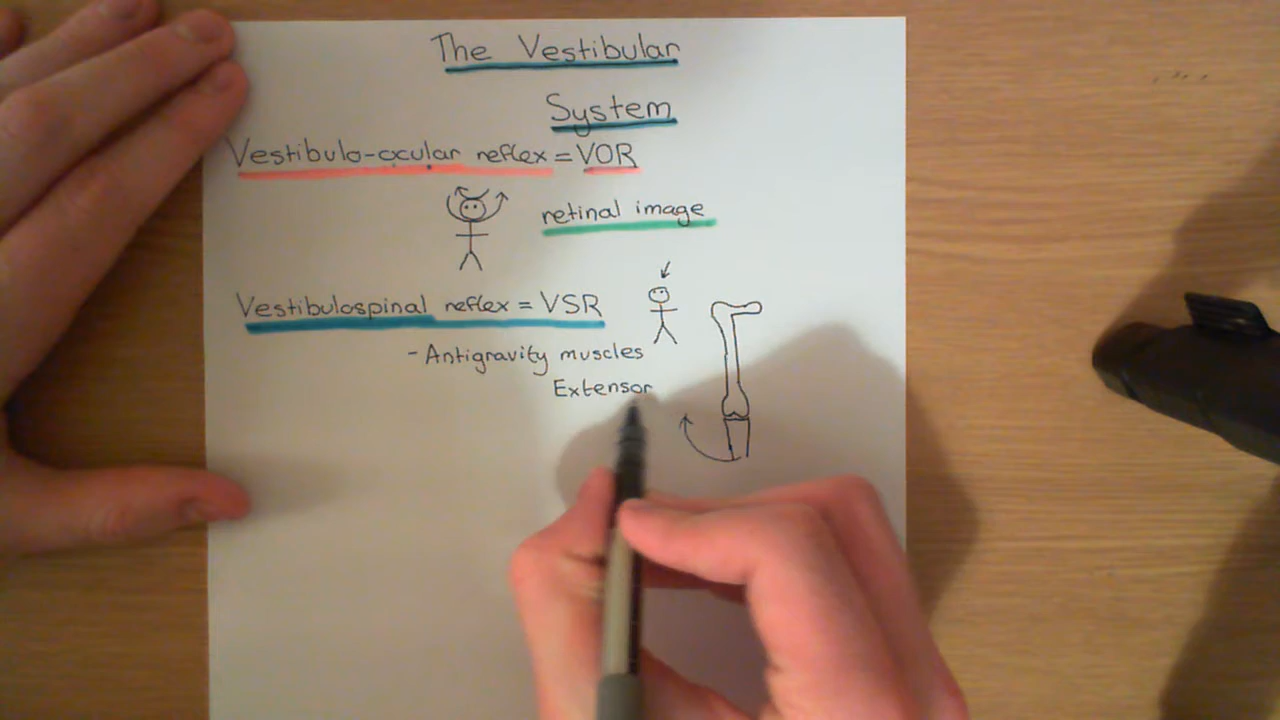 The Vestibular
System
Vestibulo-ocular reflex = VOR
retinal image
Vestibulospinal reflex = VSR
- Antigravity muscles
Extensor